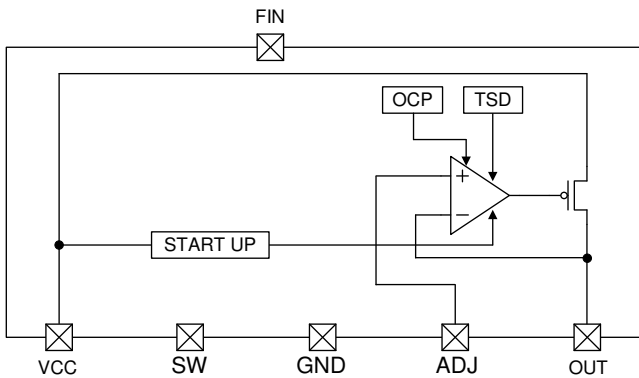 FIN
OCP TSD
+
−
START UP
VCC SW GND ADJ OUT